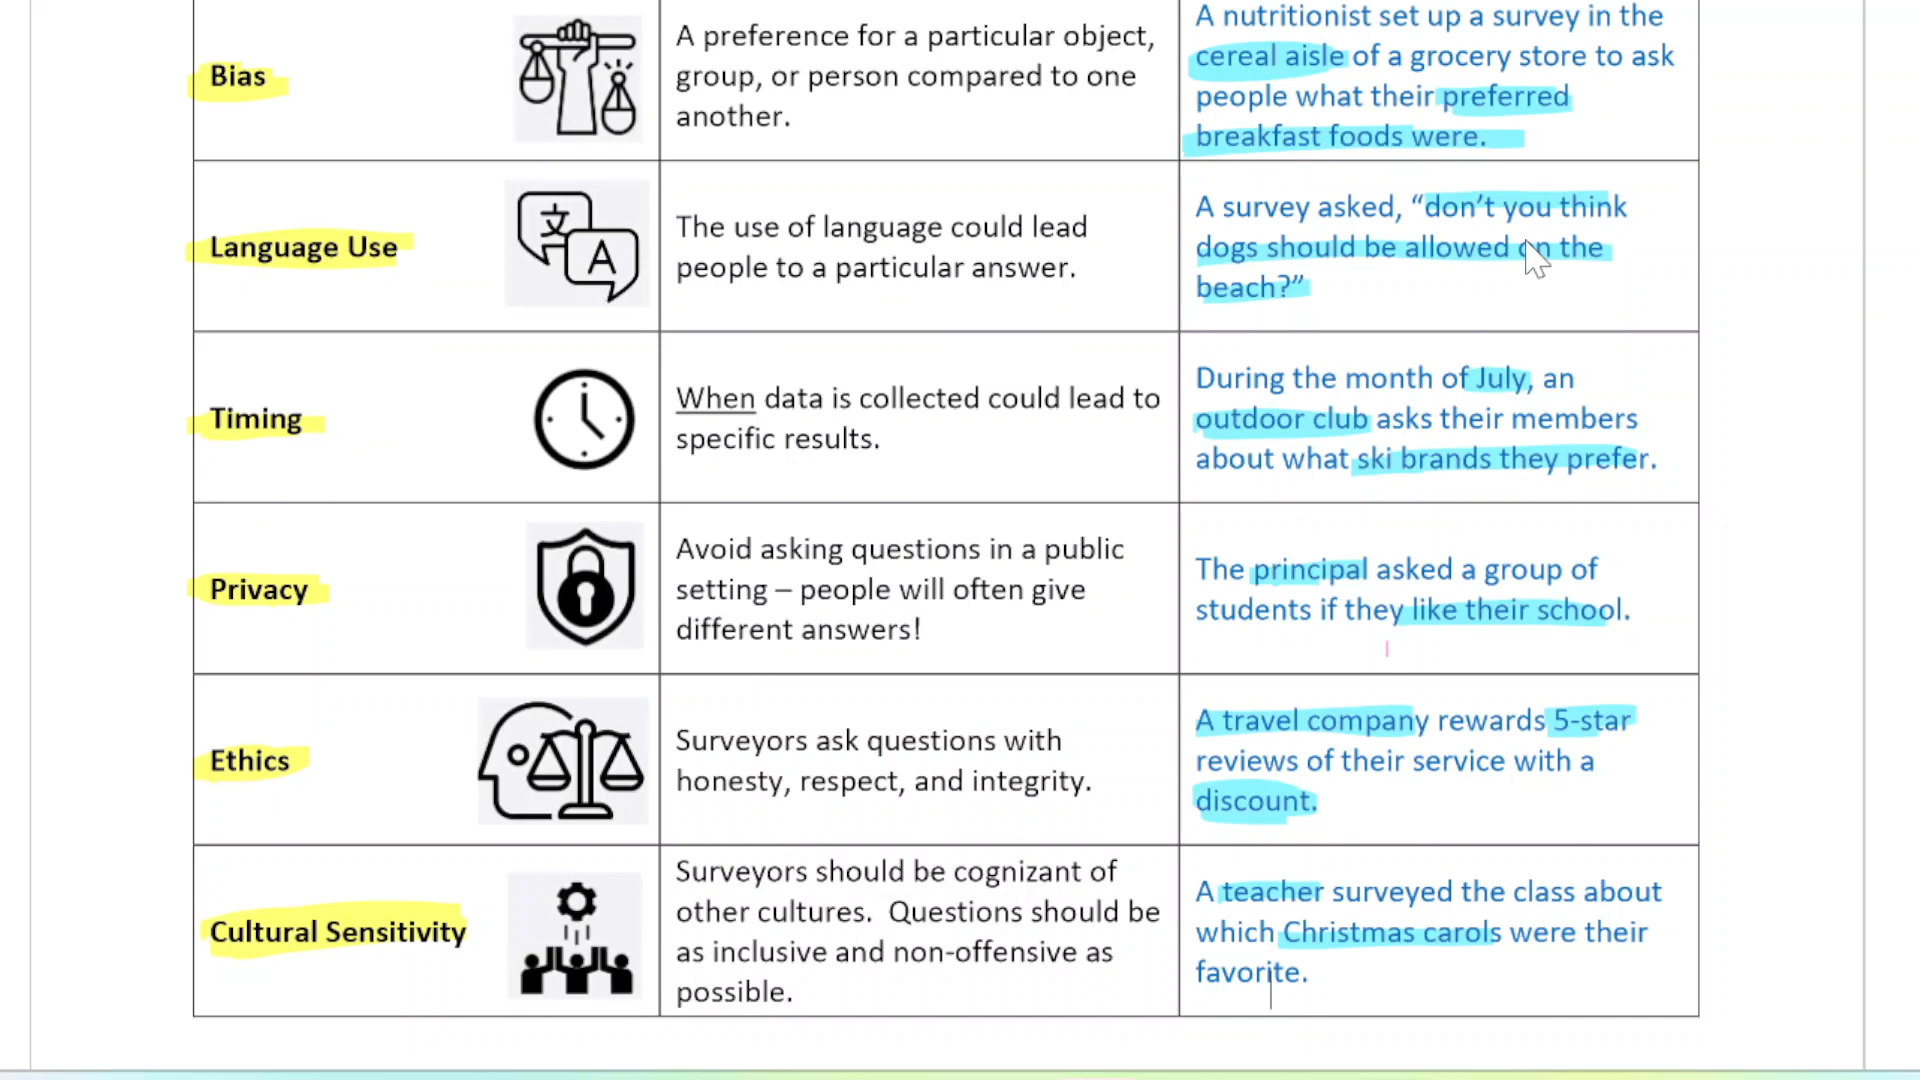 Bias
A preference for a particular object,
group, or person compared to one
another.
A nutritionist set up a survey in the
cereal aisle of a grocery store to ask
people what their preferred
breakfast foods were.
Language Use
文
A
The use of language could lead
people to a particular answer.
A survey asked, “don’t you think
dogs should be allowed on the
beach?”
Timing
When data is collected could lead to
specific results.
During the month of July, an
outdoor club asks their members
about what ski brands they prefer.
Privacy
Avoid asking questions in a public
setting – people will often give
different answers!
The principal asked a group of
students if they like their school.
Ethics
Surveyors ask questions with
honesty, respect, and integrity.
A travel company rewards 5-star
reviews of their service with a
discount.
Cultural Sensitivity
Surveyors should be cognizant of
other cultures.  Questions should be
as inclusive and non-offensive as
possible.
A teacher surveyed the class about
which Christmas carols were their
favorite.